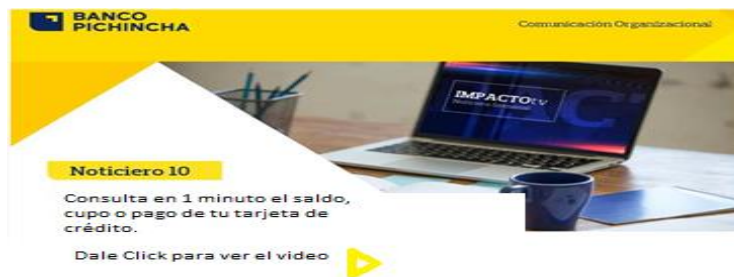 BANCO
PICHINCHA
Comunicación Organizacional
IMPACTOtv
Noticiero 10
Consulta en 1 minuto el saldo,
cupo o pago de tu tarjeta de
crédito.
Dale Click para ver el video